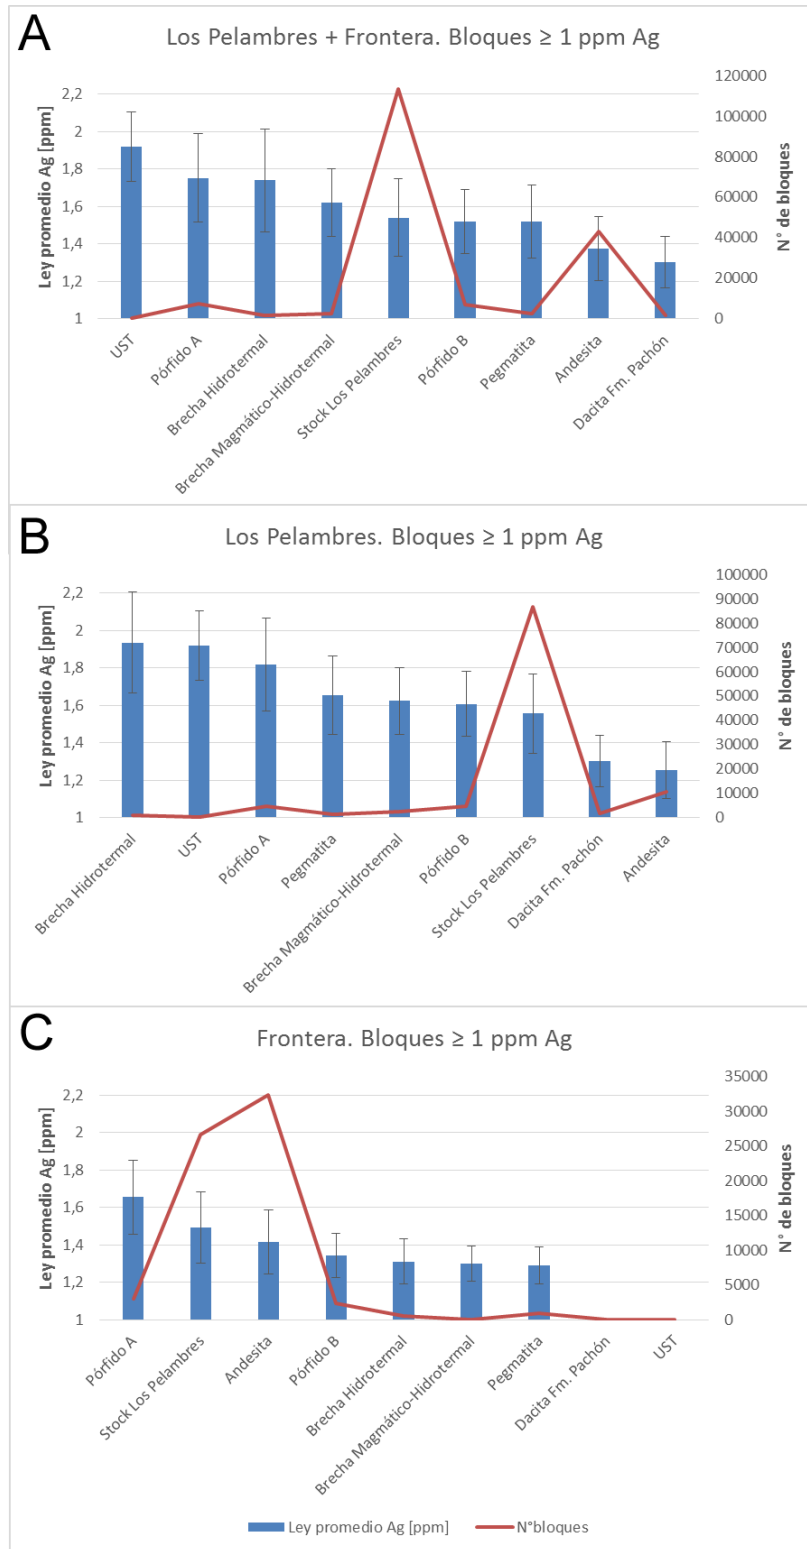 A
Los Pelambres + Frontera. Bloques ≥ 1 ppm Ag
Ley promedio Ag [ppm]
2,2
2
1,8
1,6
1,4
1,2
1
120000
100000
80000
60000
40000
20000
0
N° de bloques
UST
Pórfido A
Brecha Hidrotermal
Brecha Magmático-Hidrotermal
Stock Los Pelambres
Pórfido B
Pegmatita
Andesita
Dacita Fm. Pachón
B
Los Pelambres. Bloques ≥ 1 ppm Ag
Ley promedio Ag [ppm]
2,2
2
1,8
1,6
1,4
1,2
1
100000
90000
80000
70000
60000
50000
40000
30000
20000
10000
0
N° de bloques
Brecha Hidrotermal
UST
Pórfido A
Pegmatita
Brecha Magmático-Hidrotermal
Pórfido B
Stock Los Pelambres
Dacita Fm. Pachón
Andesita
C
Frontera. Bloques ≥ 1 ppm Ag
Ley promedio Ag [ppm]
2,2
2
1,8
1,6
1,4
1,2
1
35000
30000
25000
20000
15000
10000
5000
0
N° de bloques
Pórfido A
Stock Los Pelambres
Andesita
Pórfido B
Brecha Hidrotermal
Brecha Magmático-Hidrotermal
Pegmatita
Dacita Fm. Pachón
UST
Ley promedio Ag [ppm]
N°bloques